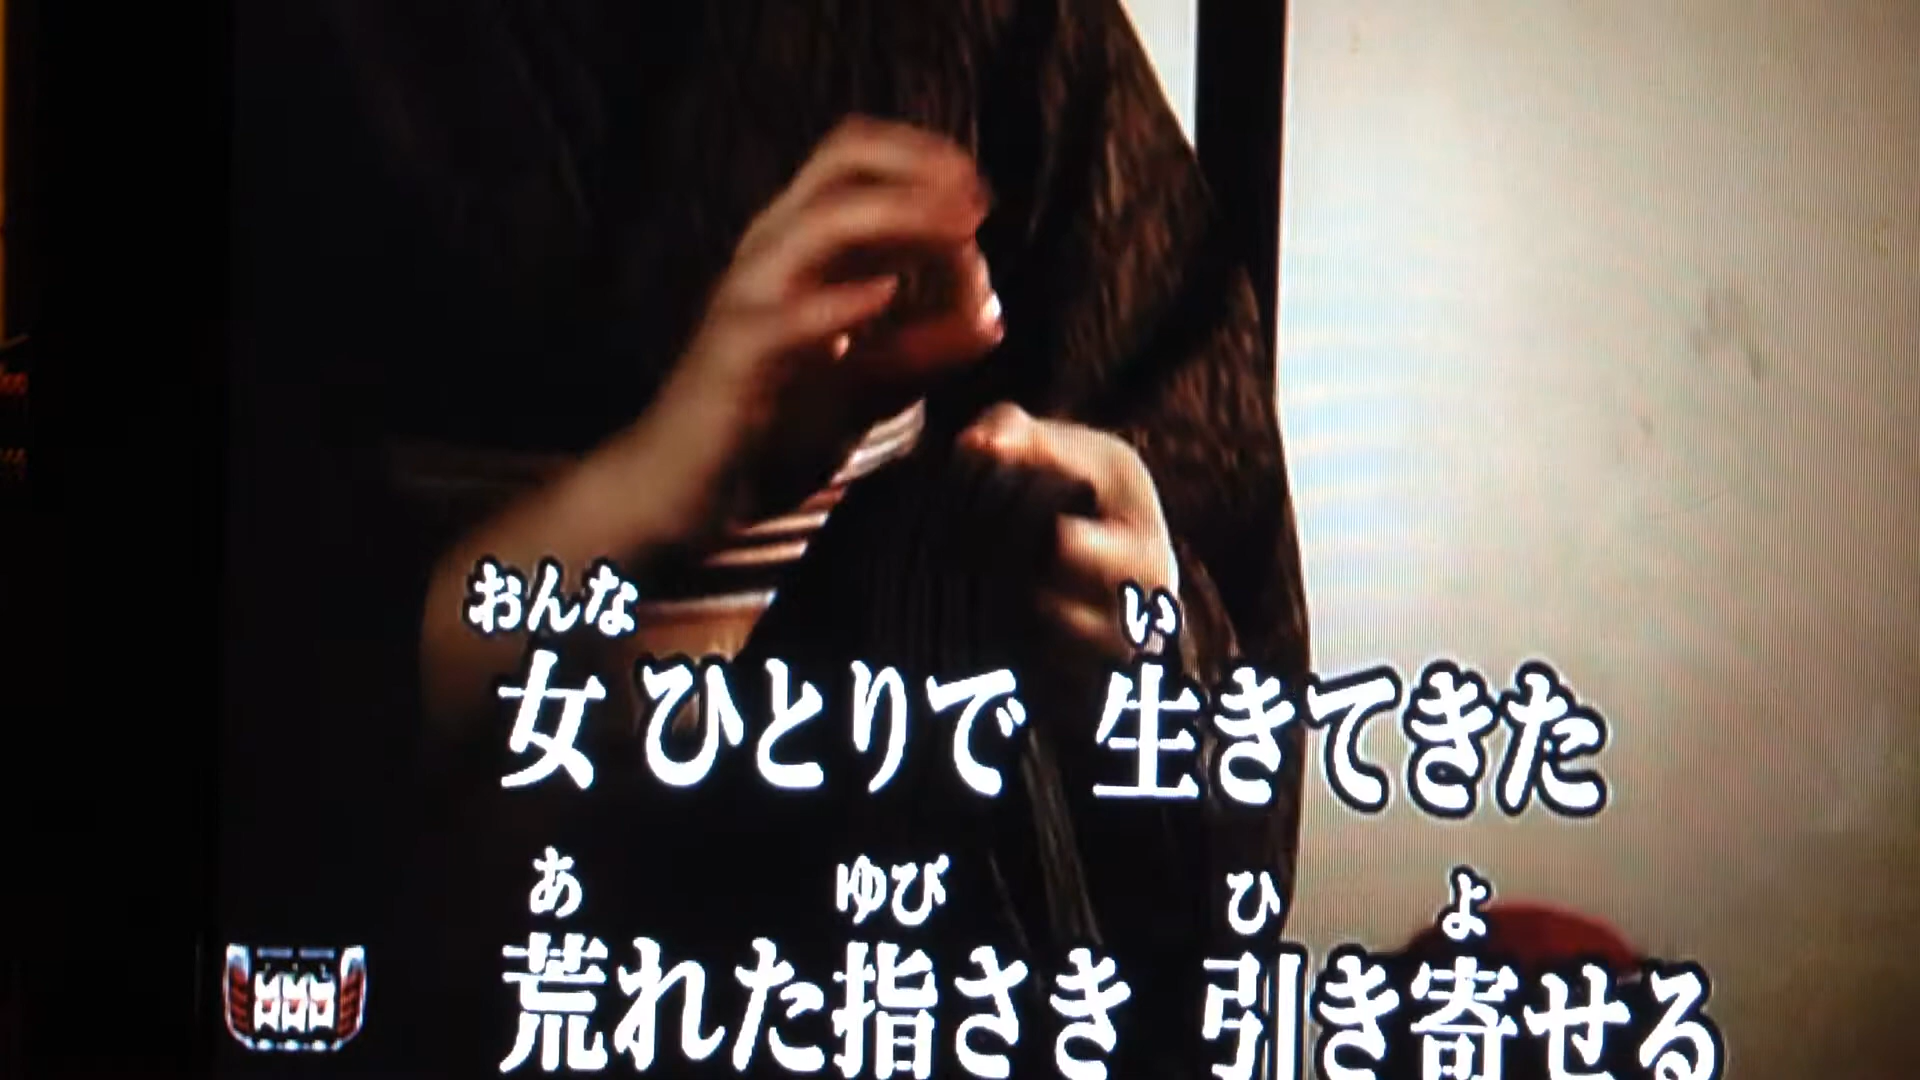 おんな い
女ひとりで 生きてきた
あ ゆび ひ よ
荒れた指さき 引き寄せる